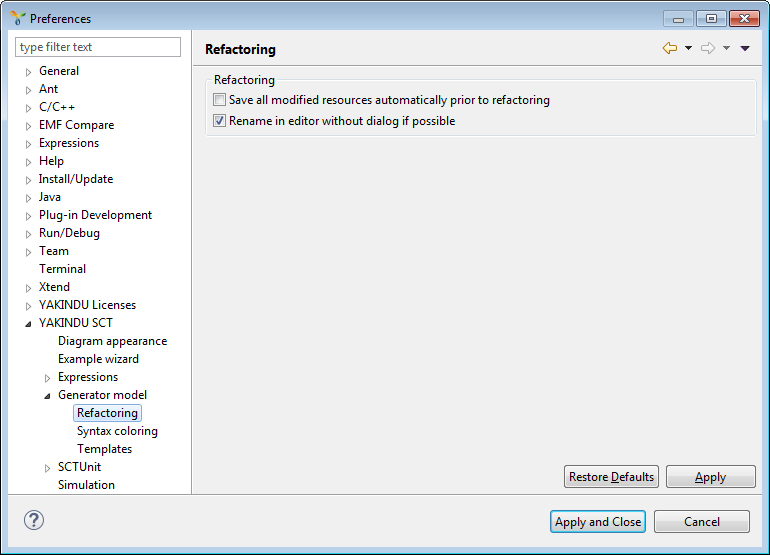 Preferences
type filter text
General
Ant
C/C++
EMF Compare
Expressions
Help
Install/Update
Java
Plug-in Development
Run/Debug
Team
Terminal
Xtend
YAKINDU Licenses
YAKINDU SCT
Diagram appearance
Example wizard
Expressions
Generator model
Refactoring
Syntax coloring
Templates
SCTUnit
Simulation
Refactoring
Refactoring
Save all modified resources automatically prior to refactoring
Rename in editor without dialog if possible
Restore Defaults
Apply
?
Apply and Close
Cancel